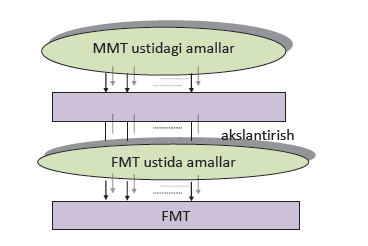 MMT ustidagi amallar
akslantirish
FMT ustida amallar
FMT